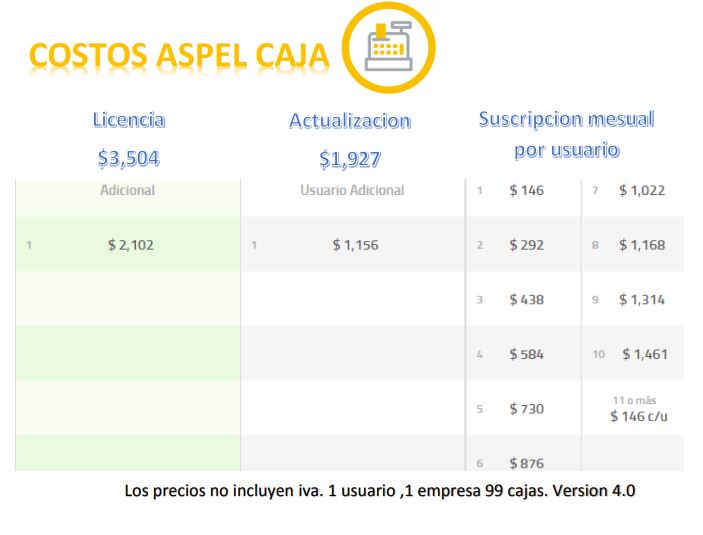 COSTOS ASPEL CAJA
Licencia
$3,504
Actualizacion
$1,927
Suscripcion mesual
por usuario
Adicional
Usuario Adicional
1 $ 146 7 $ 1,022
1 $ 2,102 1 $ 1,156 2 $ 292 8 $ 1,168
3 $ 438 9 $ 1,314
4 $ 584 10 $ 1,461
5 $ 730 11 o más
$ 146 c/u
6 $ 876
Los precios no incluyen iva. 1 usuario ,1 empresa 99 cajas. Version 4.0